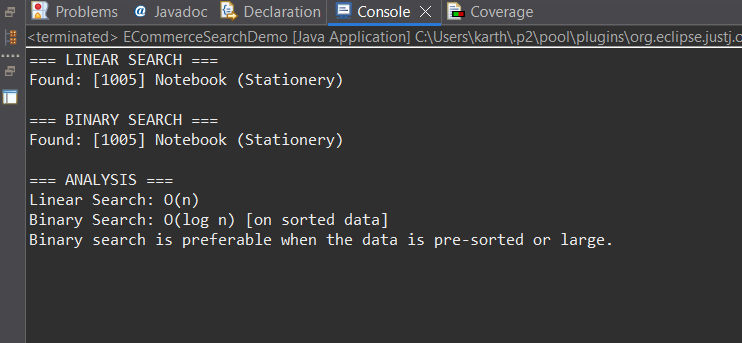 Problems @ Javadoc Declaration Console Coverage
<terminated> ECommerceSearchDemo [Java Application] C:\Users\karth\.p2\pool\plugins\org.eclipse.justj.o
=== LINEAR SEARCH ===
Found: [1005] Notebook (Stationery)
=== BINARY SEARCH ===
Found: [1005] Notebook (Stationery)
=== ANALYSIS ===
Linear Search: O(n)
Binary Search: O(log n) [on sorted data]
Binary search is preferable when the data is pre-sorted or large.